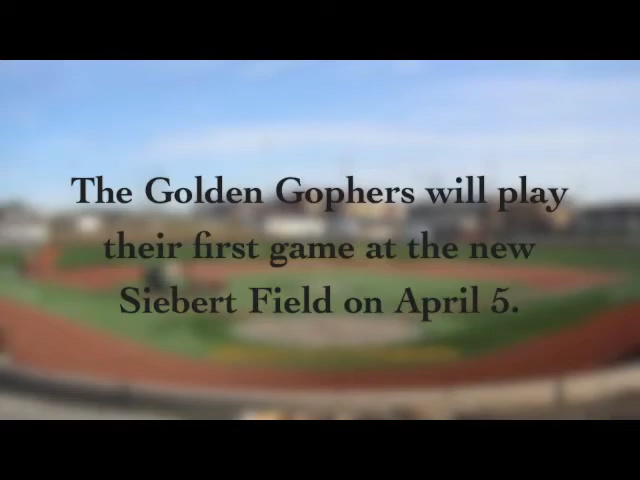 The Golden Gophers will play
their first game at the new
Siebert Field on April 5.